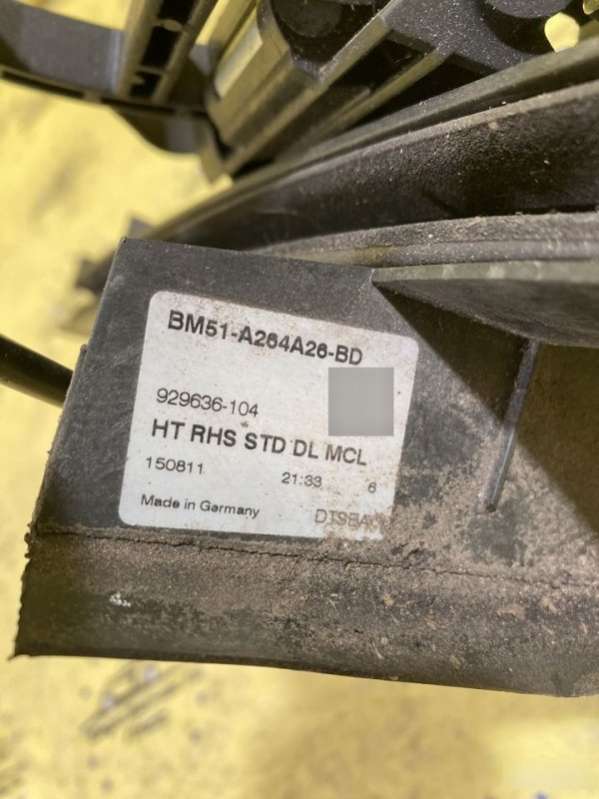 BM51-A264A26-BD
929636-104
HT RHS STD DL MCL
150811 21:33 6
Made in Germany